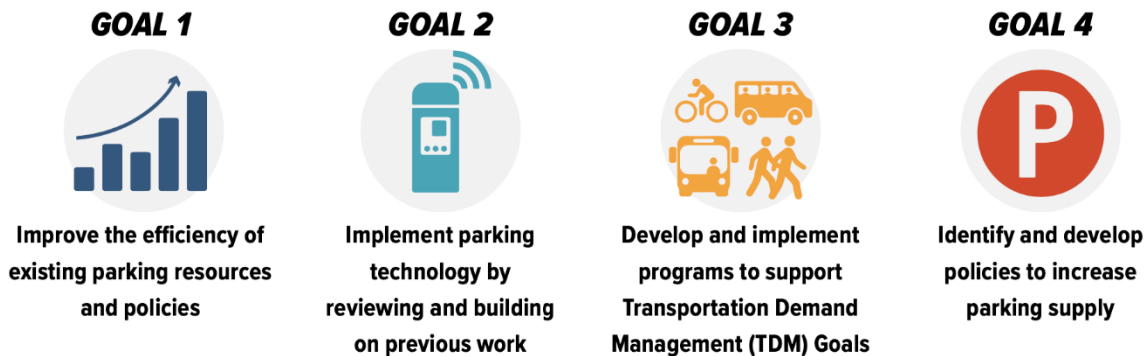 GOAL 1
Improve the efficiency of
existing parking resources
and policies
GOAL 2
Implement parking
technology by
reviewing and building
on previous work
GOAL 3
Develop and implement
programs to support
Transportation Demand
Management (TDM) Goals
GOAL 4
P
Identify and develop
policies to increase
parking supply